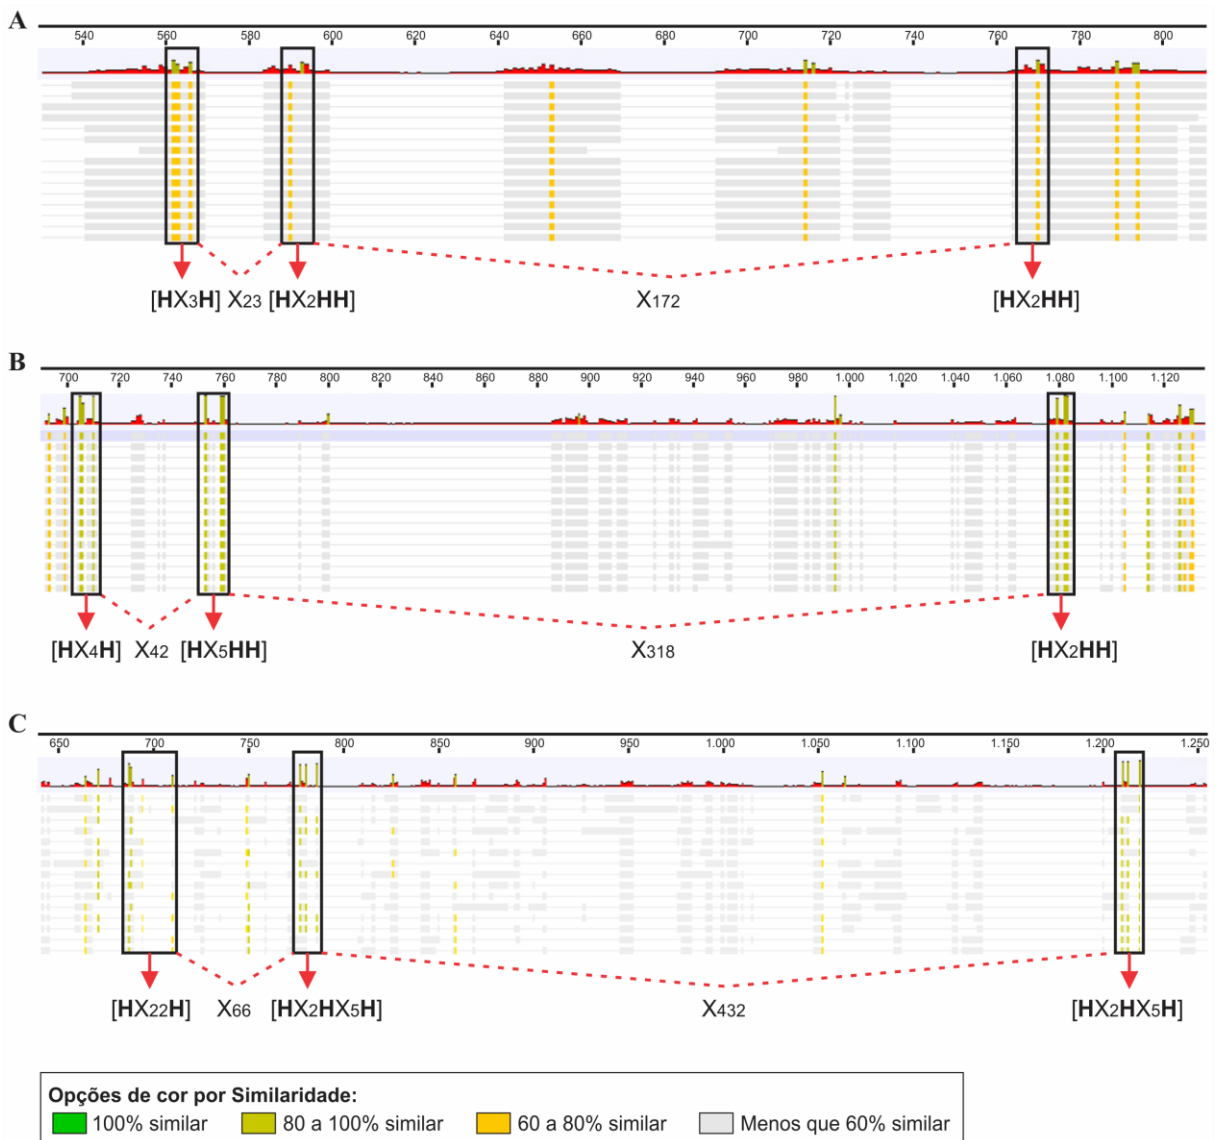 A
540 560 580 600 620 640 660 680 700 720 740 760 780 800
[HX3H] X23 [HX2HH] X172 [HX2HH]
B
700 720 740 760 780 800 820 840 860 880 900 920 940 960 980 1.000 1.020 1.040 1.060 1.080 1.100 1.120
[HX4H] X42 [HX5HH] X318 [HX2HH]
C
650 700 750 800 850 900 950 1.000 1.050 1.100 1.150 1.200 1.250
[HX22H] X66 [HX2HX5H] X432 [HX2HX5H]
Opções de cor por Similaridade:
100% similar 80 a 100% similar 60 a 80% similar Menos que 60% similar